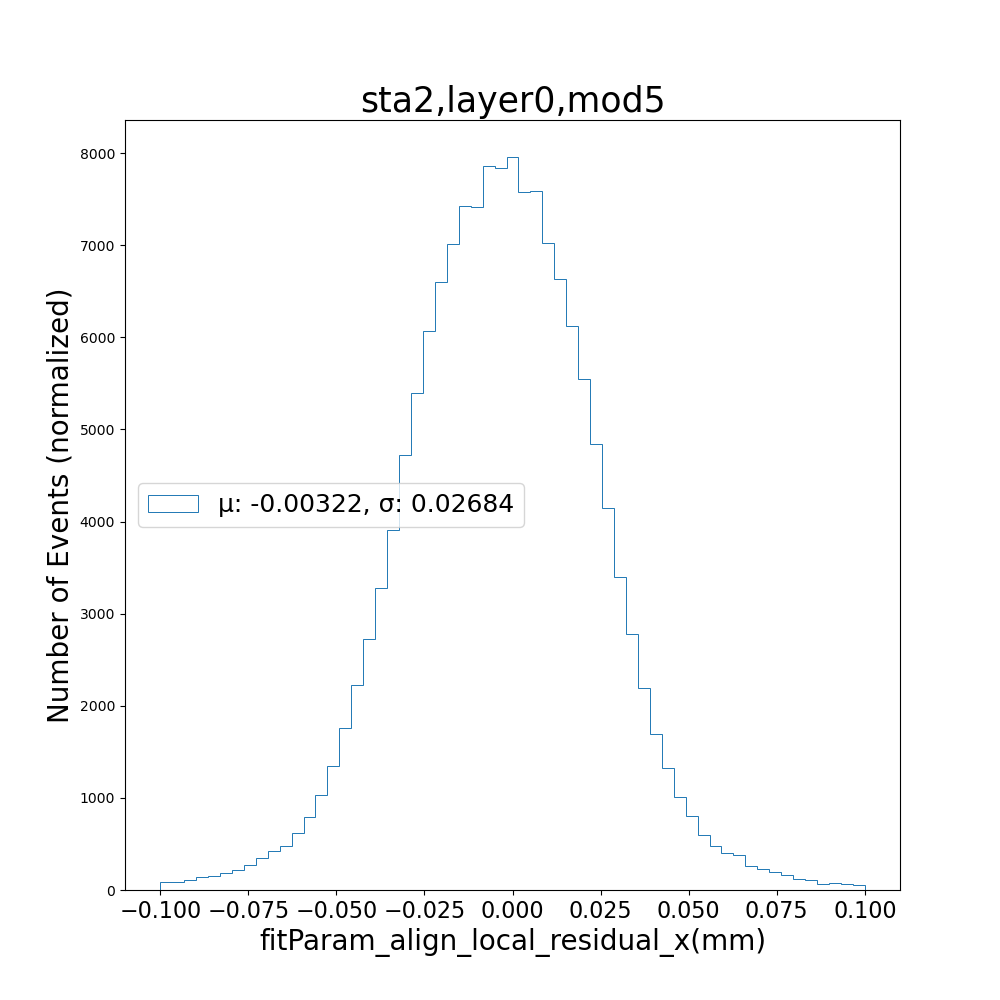 sta2,layer0,mod5
8000
7000
6000
5000
4000
3000
2000
1000
0
Number of Events (normalized)
μ: -0.00322, σ: 0.02684
−0.100 −0.075 −0.050 −0.025 0.000 0.025 0.050 0.075 0.100
fitParam_align_local_residual_x(mm)